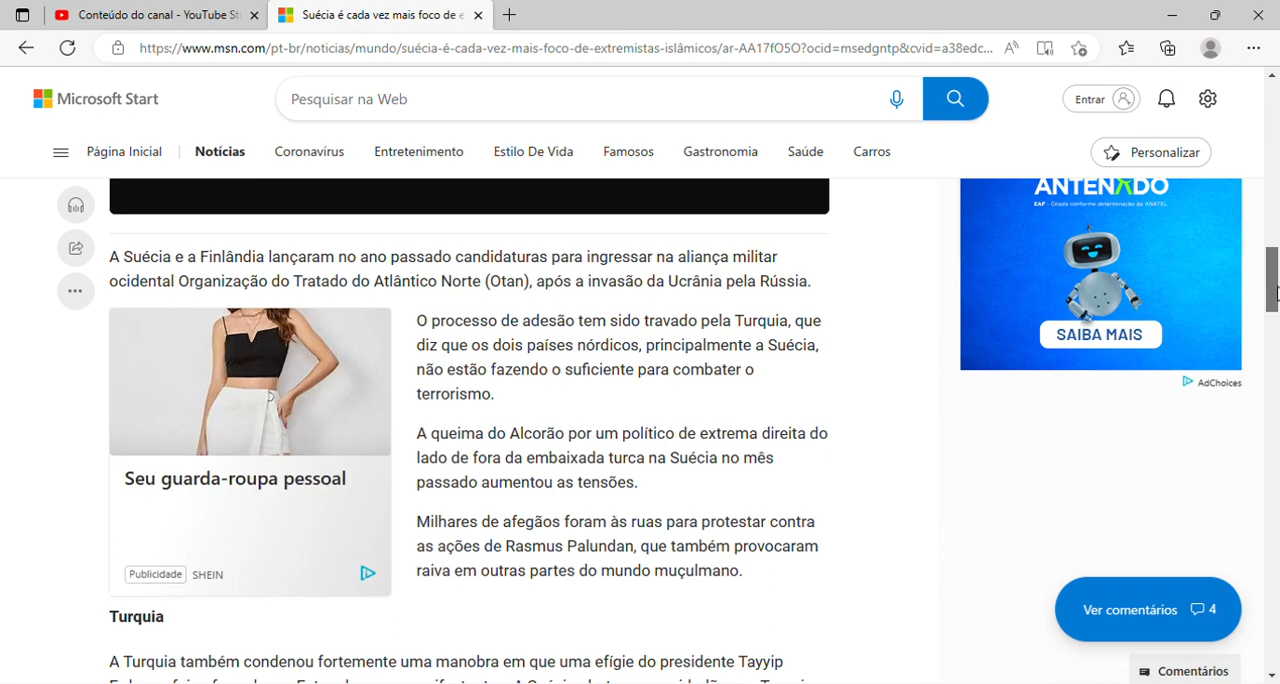 Conteúdo do canal - YouTube St
Suécia é cada vez mais foco de e
https://www.msn.com/pt-br/noticias/mundo/suécia-é-cada-vez-mais-foco-de-extremistas-islâmicos/ar-AA17fO5O?ocid=msedgntp&cvid=a38edc...
Microsoft Start
Pesquisar na Web
Entrar
Página Inicial
Notícias
Coronavírus
Entretenimento
Estilo De Vida
Famosos
Gastronomia
Saúde
Carros
Personalizar
ANTENADO
EAF - Criada conforme determinação da ANATEL
SAIBA MAIS
AdChoices
A Suécia e a Finlândia lançaram no ano passado candidaturas para ingressar na aliança militar
ocidental Organização do Tratado do Atlântico Norte (Otan), após a invasão da Ucrânia pela Rússia.
Seu guarda-roupa pessoal
Publicidade SHEIN
O processo de adesão tem sido travado pela Turquia, que
diz que os dois países nórdicos, principalmente a Suécia,
não estão fazendo o suficiente para combater o
terrorismo.
A queima do Alcorão por um político de extrema direita do
lado de fora da embaixada turca na Suécia no mês
passado aumentou as tensões.
Milhares de afegãos foram às ruas para protestar contra
as ações de Rasmus Palundan, que também provocaram
raiva em outras partes do mundo muçulmano.
Turquia
A Turquia também condenou fortemente uma manobra em que uma efígie do presidente Tayyip
Ver comentários 4
Comentários